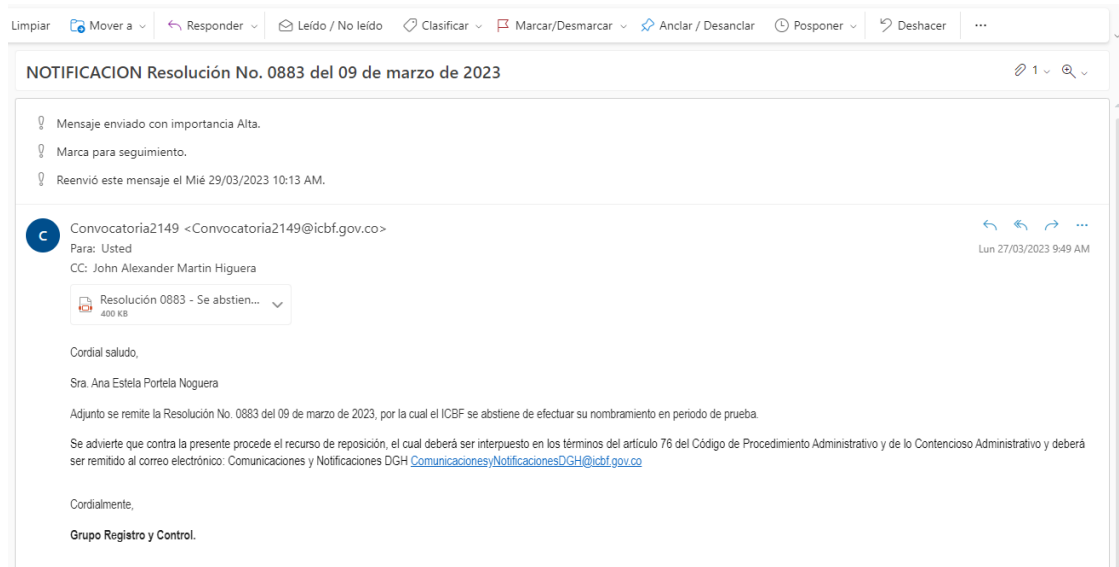 Limpiar Mover a Responder Leído / No leído Clasificar Marcar/Desmarcar Anclar / Desanclar Posponer Deshacer ...
NOTIFICACION Resolución No. 0883 del 09 de marzo de 2023 1
Mensaje enviado con importancia Alta.
Marca para seguimiento.
Reenvió este mensaje el Mié 29/03/2023 10:13 AM.
C
Convocatoria2149 <Convocatoria2149@icbf.gov.co>
Para: Usted
Lun 27/03/2023 9:49 AM
CC: John Alexander Martin Higuera
Resolución 0883 - Se abstien...
400 KB
Cordial saludo,
Sra. Ana Estela Portela Noguera
Adjunto se remite la Resolución No. 0883 del 09 de marzo de 2023, por la cual el ICBF se abstiene de efectuar su nombramiento en periodo de prueba.
Se advierte que contra la presente procede el recurso de reposición, el cual deberá ser interpuesto en los términos del artículo 76 del Código de Procedimiento Administrativo y de lo Contencioso Administrativo y deberá
ser remitido al correo electrónico: Comunicaciones y Notificaciones DGH ComunicacionesyNotificacionesDGH@icbf.gov.co
Cordialmente,
Grupo Registro y Control.